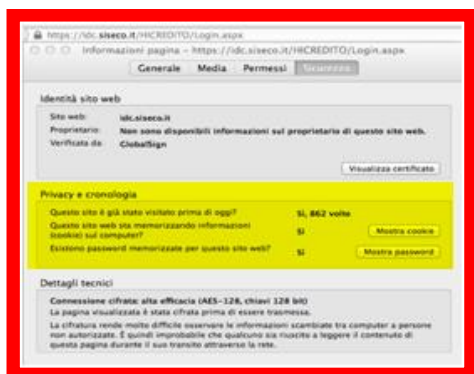 https://idc.siseco.it/HICREDITO/Login.aspx
Informazioni pagina - https://idc.siseco.it/HICREDITO/Login.aspx
Generale Media Permessi Sicurezza
Identità sito web
Sito web: idc.siseco.it
Proprietario: Non sono disponibili informazioni sul proprietario di questo sito web.
Verificata da: GlobalSign
Visualizza certificato
Privacy e cronologia
Questo sito è già stato visitato prima di oggi? Sì, 862 volte
Questo sito web sta memorizzando informazioni
(cookie) sul computer? Sì Mostra cookie
Esistono password memorizzate per questo sito web? Sì Mostra password
Dettagli tecnici
Connessione cifrata: alta efficacia (AES-128, chiavi 128 bit)
La pagina visualizzata è stata cifrata prima di essere trasmessa.
La cifratura rende molto difficile osservare le informazioni scambiate tra computer a persone
non autorizzate. È quindi improbabile che qualcuno sia riuscito a leggere il contenuto di
questa pagina durante il suo transito attraverso la rete.